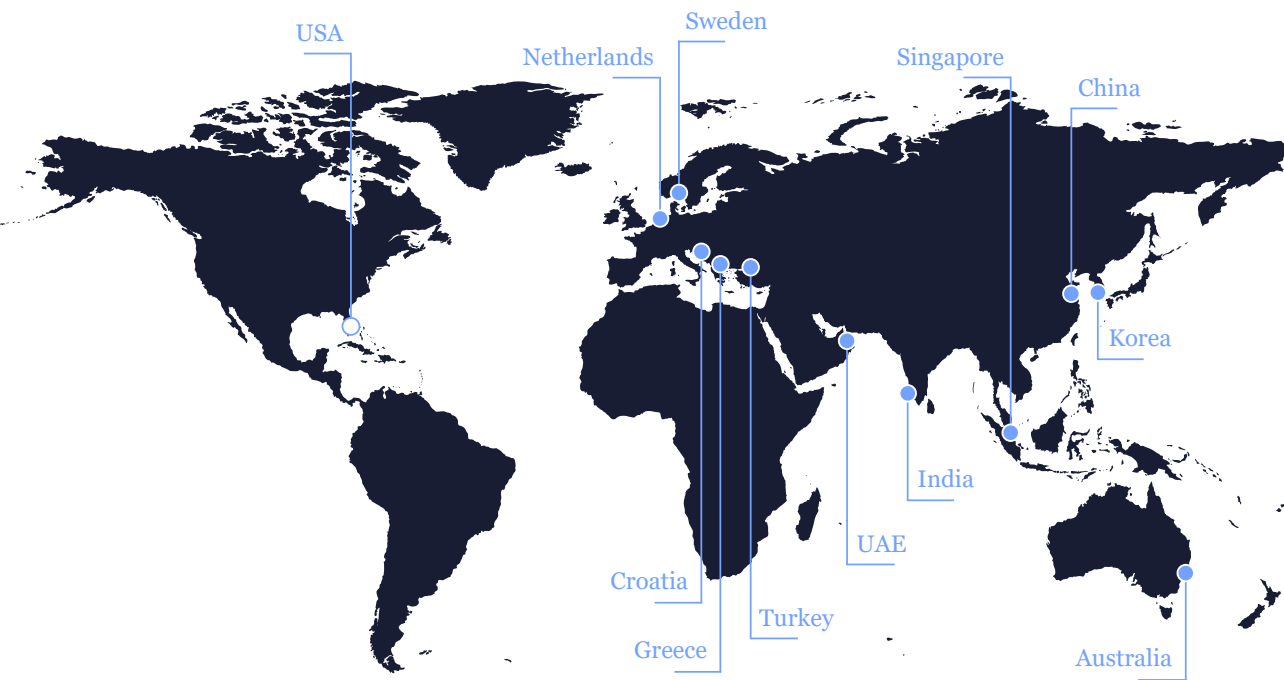 Sweden
USA
Netherlands
Singapore
China
Korea
India
UAE
Croatia
Turkey
Greece
Australia